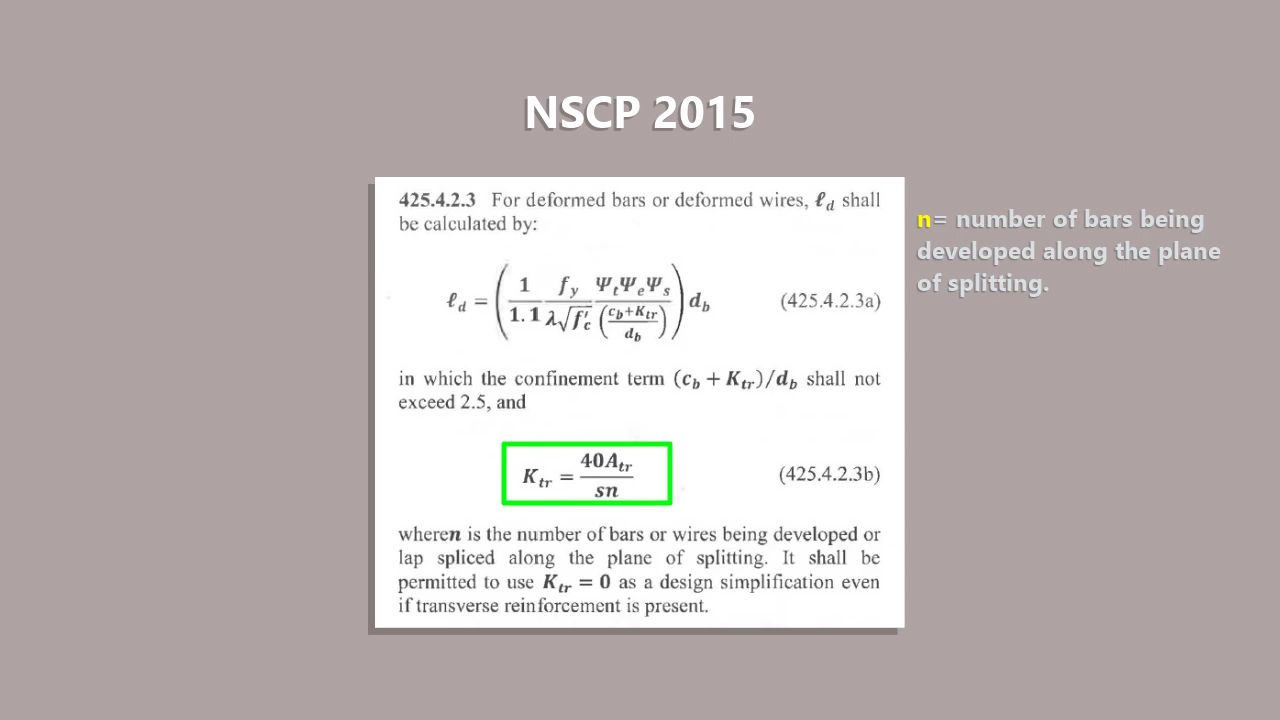 NSCP 2015
425.4.2.3 For deformed bars or deformed wires, ℓd shall
be calculated by:
ℓd = ( 1/1.1 fy/λ√f′c ΨtΨeΨs/((cb+Ktr)/db) ) db (425.4.2.3a)
in which the confinement term (cb + Ktr)/db shall not
exceed 2.5, and
Ktr = 40Atr/sn (425.4.2.3b)
wheren is the number of bars or wires being developed or
lap spliced along the plane of splitting. It shall be
permitted to use Ktr = 0 as a design simplification even
if transverse reinforcement is present.
n= number of bars being
developed along the plane
of splitting.